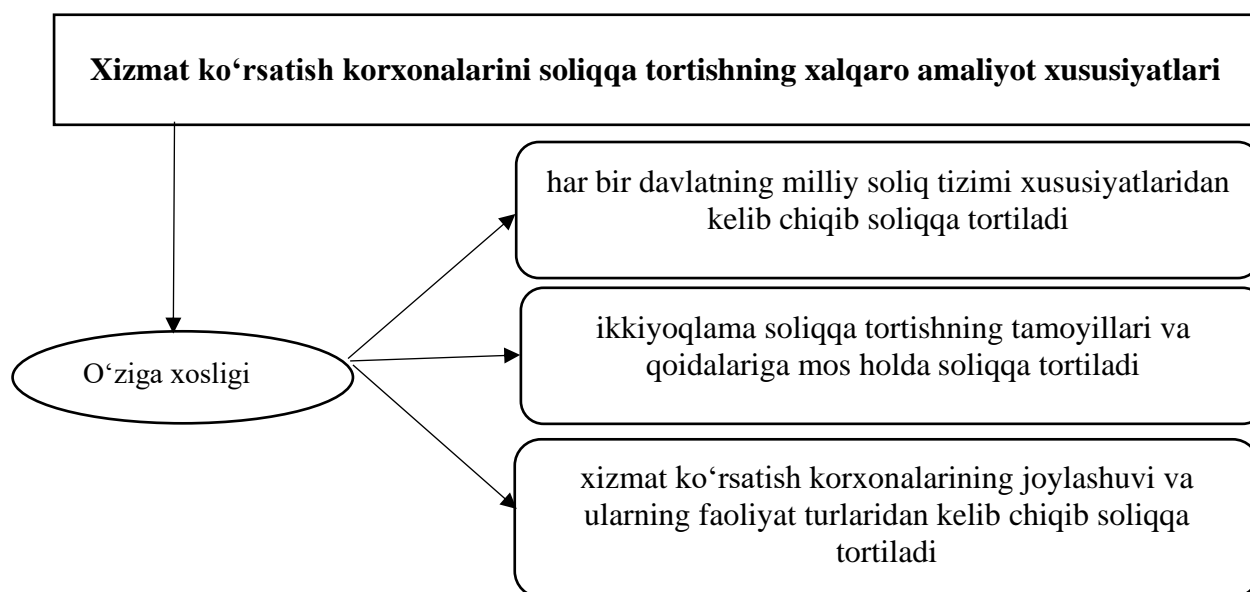 Xizmat ko‘rsatish korxonalarini soliqqa tortishning xalqaro amaliyot xususiyatlari
har bir davlatning milliy soliq tizimi xususiyatlaridan
kelib chiqib soliqqa tortiladi
ikkiyoqlama soliqqa tortishning tamoyillari va
qoidalariga mos holda soliqqa tortiladi
O‘ziga xosligi
xizmat ko‘rsatish korxonalarining joylashuvi va
ularning faoliyat turlaridan kelib chiqib soliqqa
tortiladi